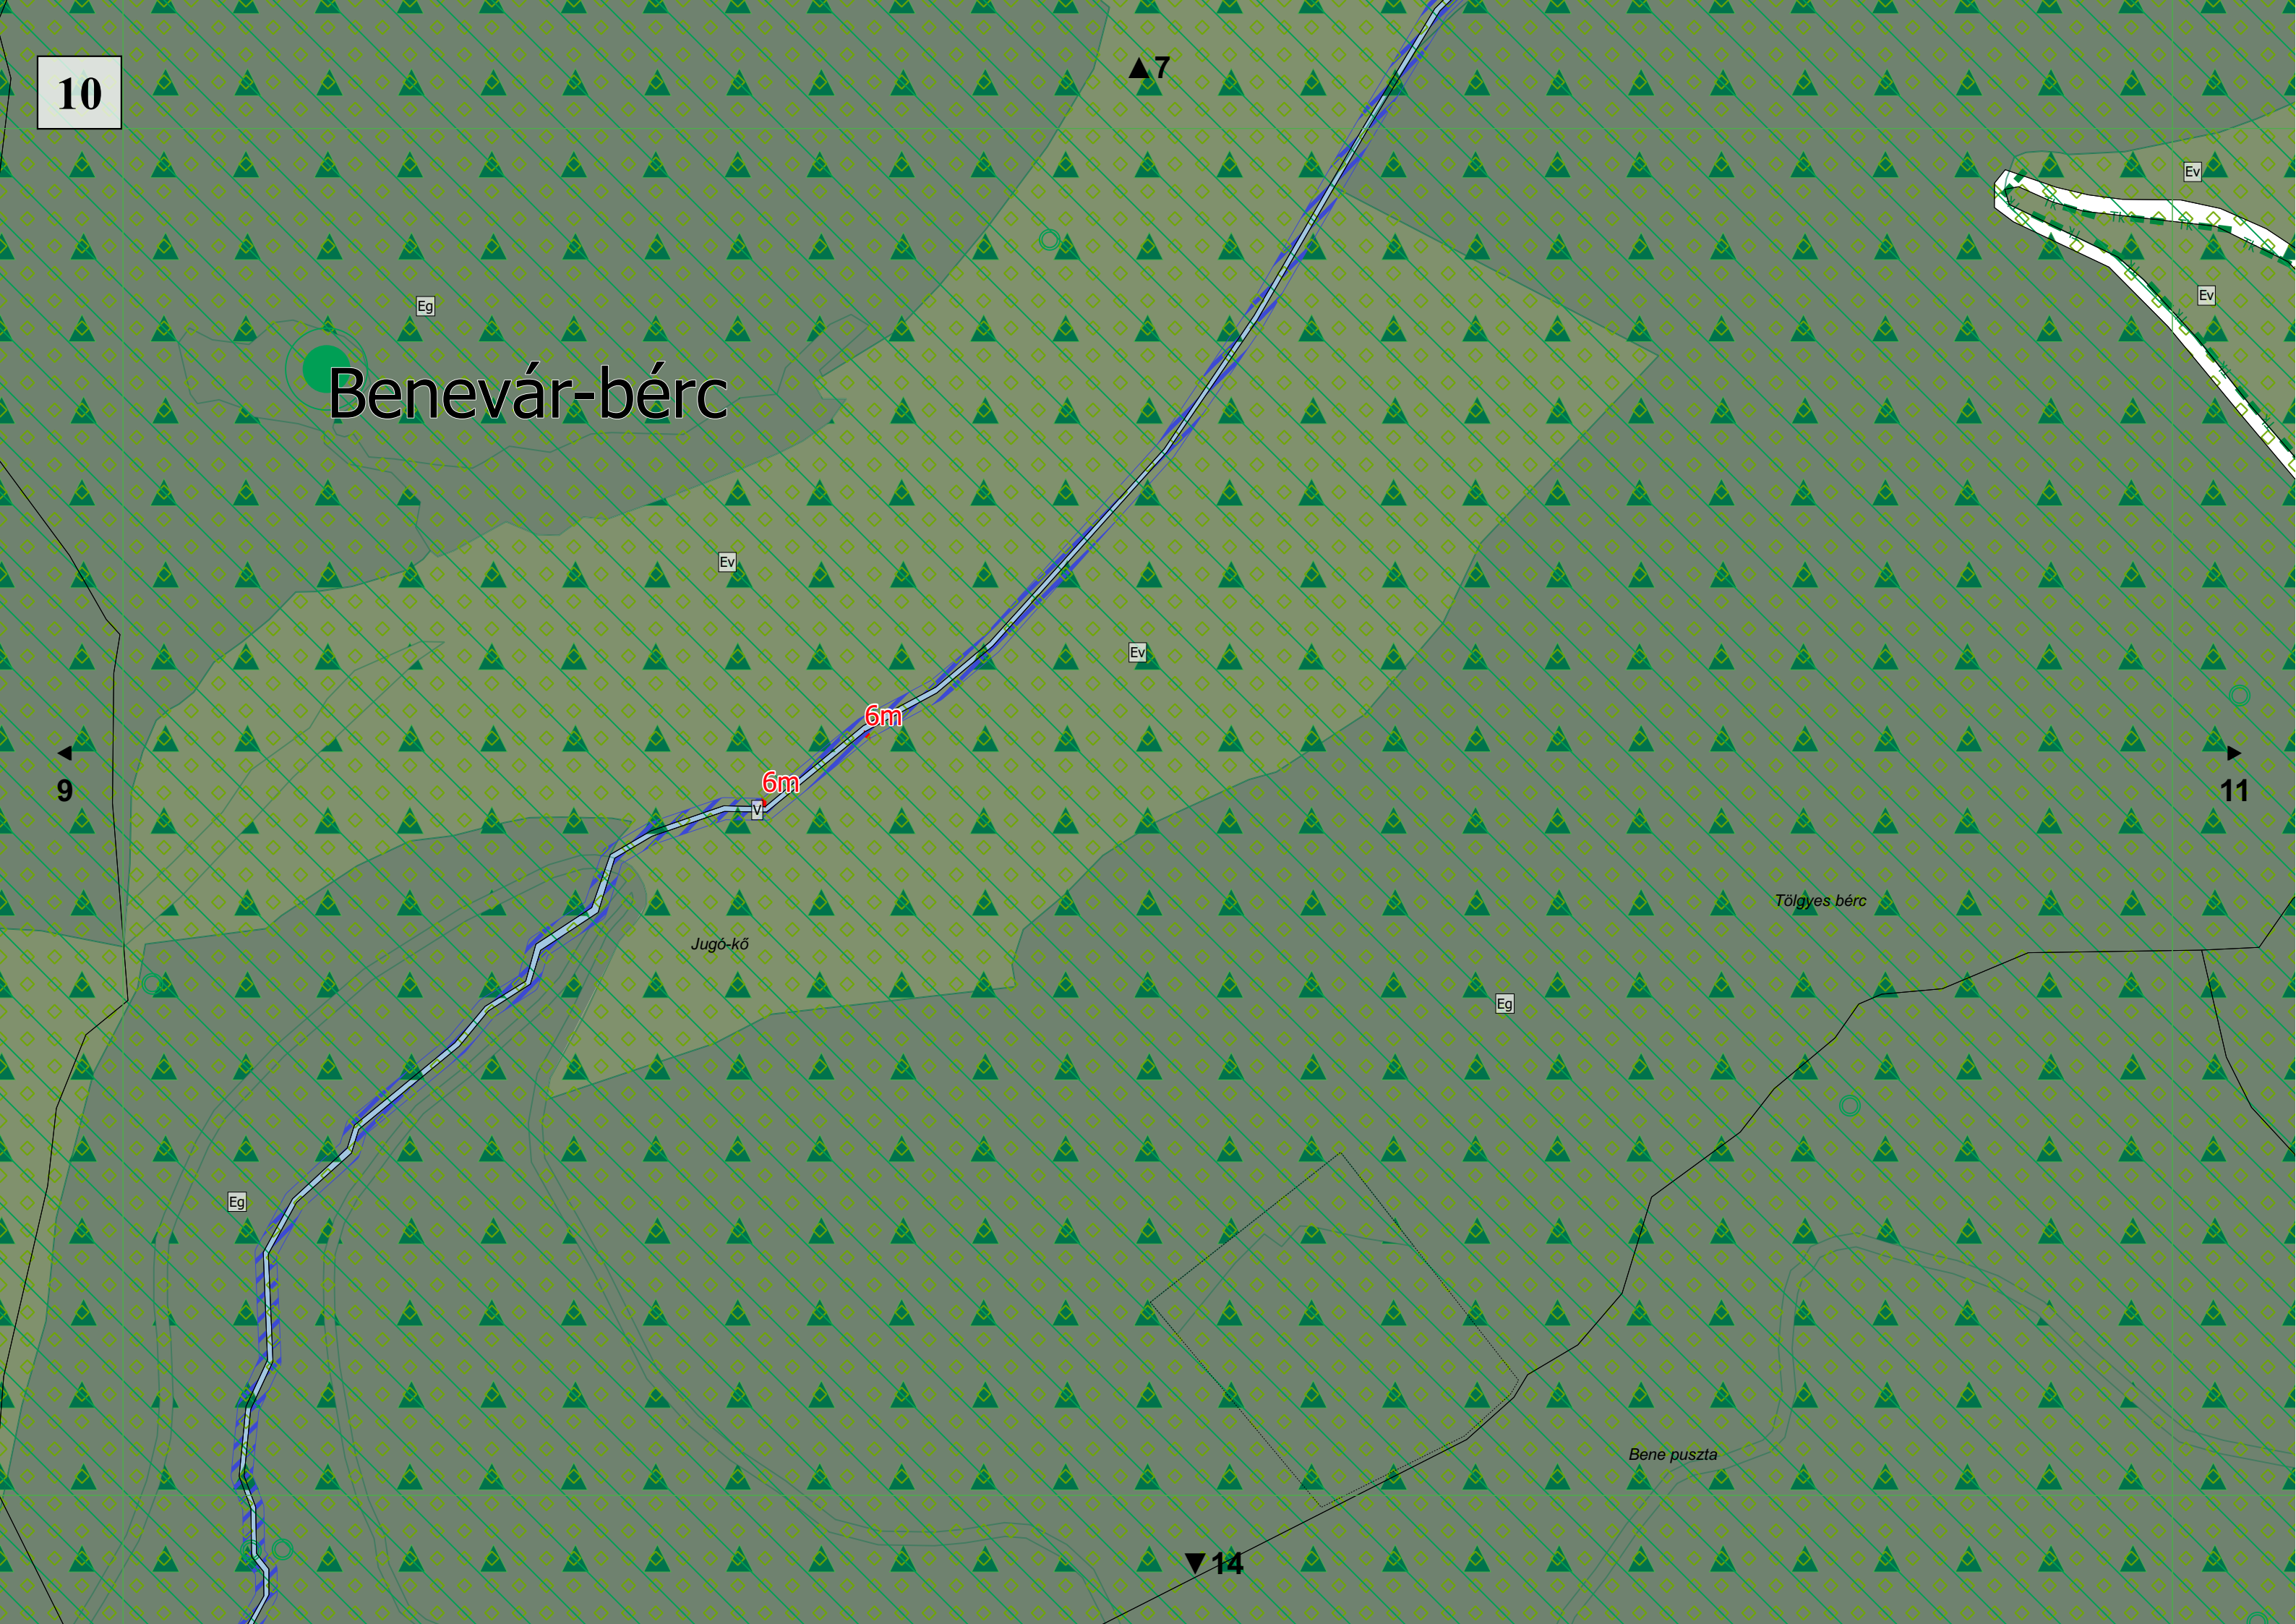 10
7
Ev
Ev
Eg
Benevár-bérc
Ev
Ev
6m
6m
V
9
11
Tölgyes bérc
Jugó-kő
Eg
Eg
Bene puszta
14